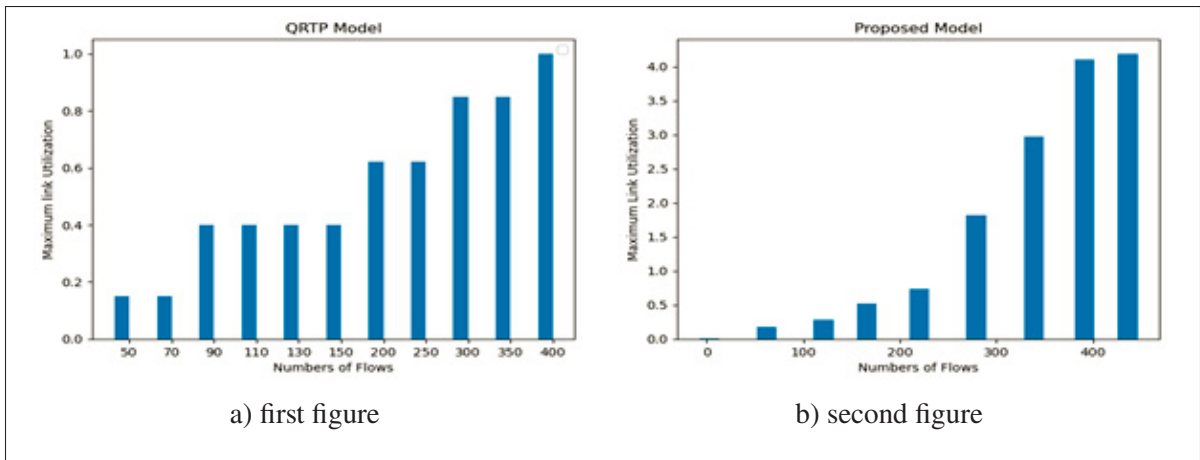 QRTP Model
Maximum link Utilization
1.0
0.8
0.6
0.4
0.2
0.0
50 70 90 110 130 150 200 250 300 350 400
Numbers of Flows
a) first figure
Proposed Model
Maximum Link Utilization
4.0
3.5
3.0
2.5
2.0
1.5
1.0
0.5
0.0
0 100 200 300 400
Numbers of Flows
b) second figure